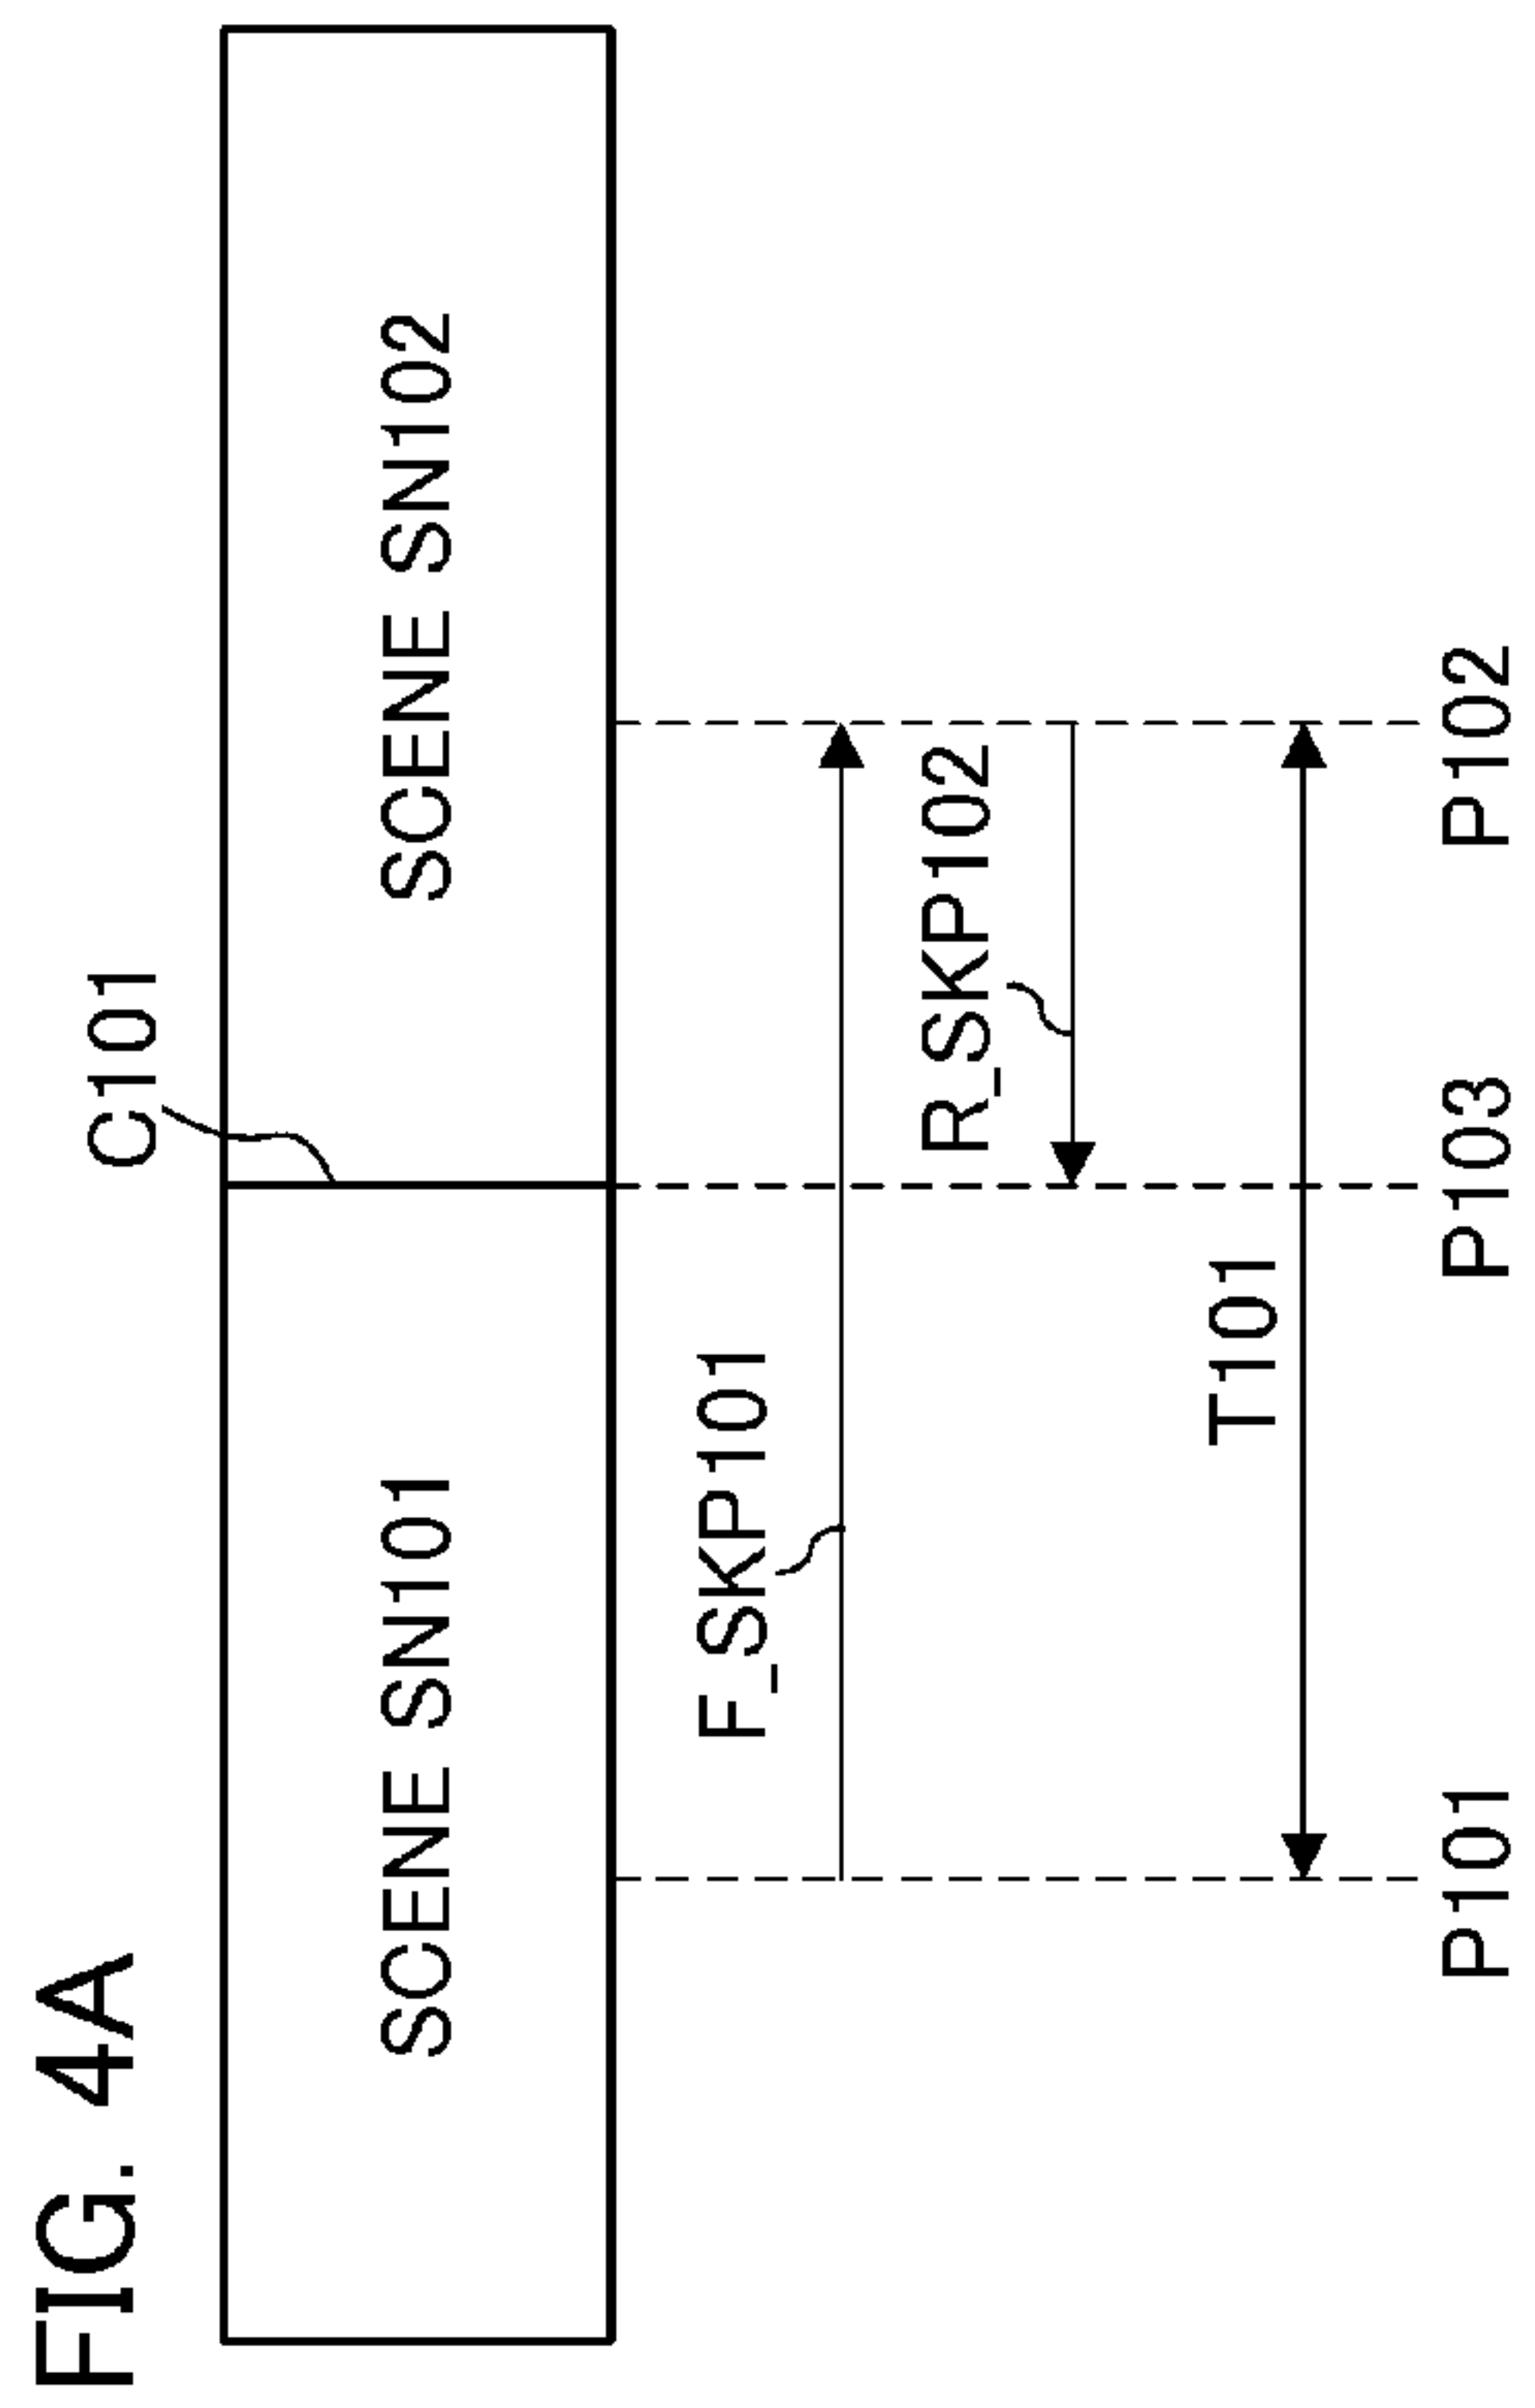 FIG. 4A
C101
SCENE SN101
SCENE SN102
F_SKP101
R_SKP102
T101
P101
P103
P102